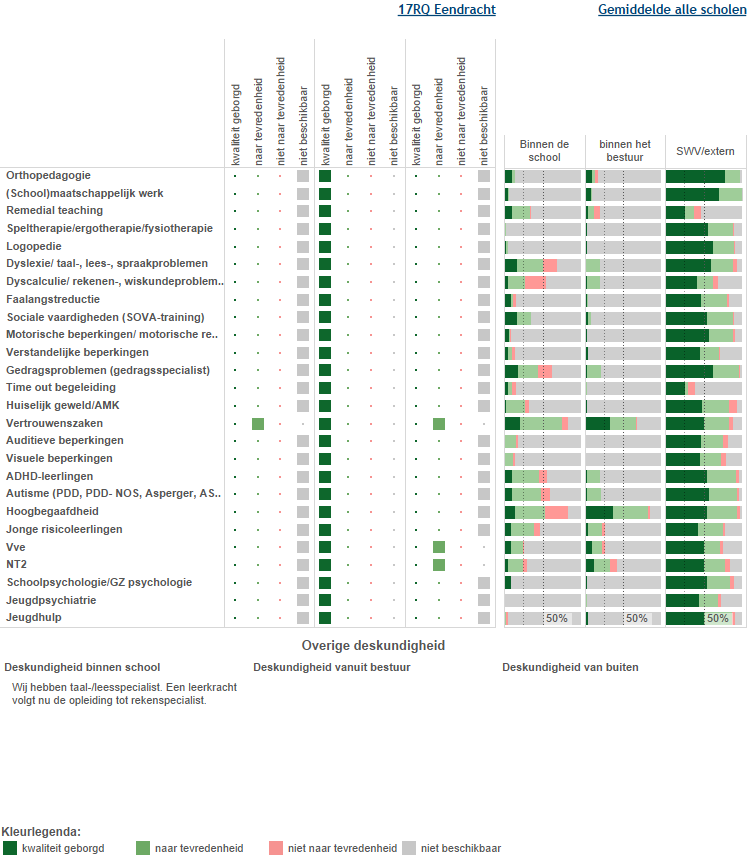 17RQ Eendracht Gemiddelde alle scholen
kwaliteit geborgd
naar tevredenheid
niet naar tevredenheid
niet beschikbaar
kwaliteit geborgd
naar tevredenheid
niet naar tevredenheid
niet beschikbaar
kwaliteit geborgd
naar tevredenheid
niet naar tevredenheid
niet beschikbaar
Binnen de school
binnen het bestuur
SWV/extern
Orthopedagogie
(School)maatschappelijk werk
Remedial teaching
Speltherapie/ergotherapie/fysiotherapie
Logopedie
Dyslexie/ taal-, lees-, spraakproblemen
Dyscalculie/ rekenen-, wiskundeproblem..
Faalangstreductie
Sociale vaardigheden (SOVA-training)
Motorische beperkingen/ motorische re..
Verstandelijke beperkingen
Gedragsproblemen (gedragsspecialist)
Time out begeleiding
Huiselijk geweld/AMK
Vertrouwenszaken
Auditieve beperkingen
Visuele beperkingen
ADHD-leerlingen
Autisme (PDD, PDD- NOS, Asperger, AS..
Hoogbegaafdheid
Jonge risicoleerlingen
Vve
NT2
Schoolpsychologie/GZ psychologie
Jeugdpsychiatrie
Jeugdhulp 50% 50% 50%
Overige deskundigheid
Deskundigheid binnen school Deskundigheid vanuit bestuur Deskundigheid van buiten
Wij hebben taal-/leesspecialist. Een leerkracht
volgt nu de opleiding tot rekenspecialist.
Kleurlegenda:
kwaliteit geborgd naar tevredenheid niet naar tevredenheid niet beschikbaar